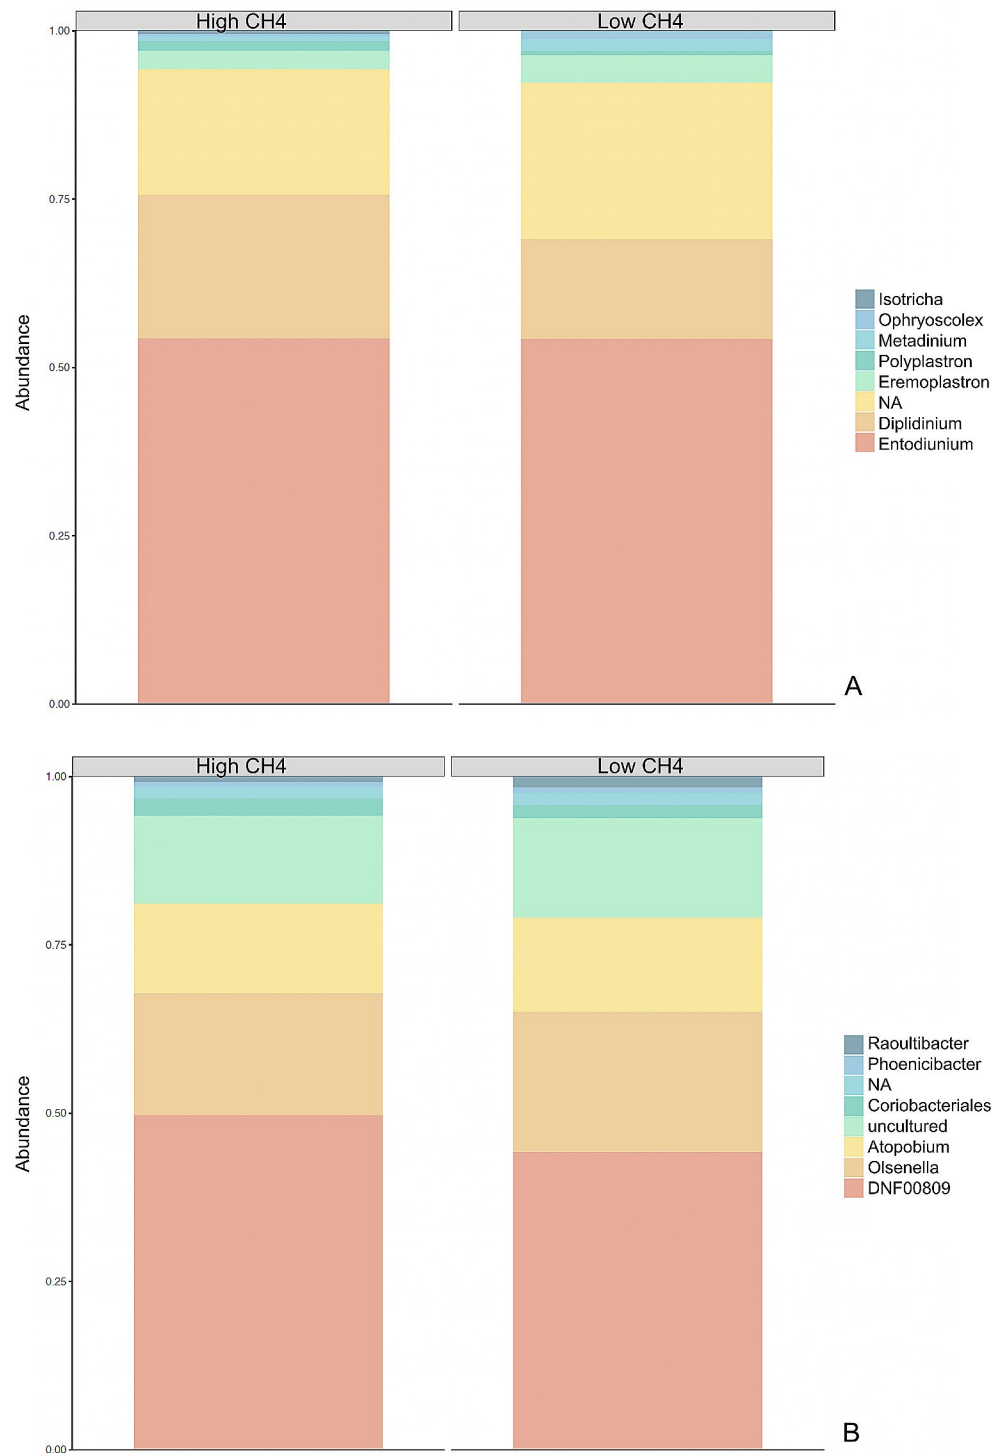 High CH4 Low CH4
1.00
0.75
0.50
0.25
0.00
Abundance
Isotricha
Ophryoscolex
Metadinium
Polyplastron
Eremoplastron
NA
Diplidinium
Entodiunium
A
High CH4 Low CH4
1.00
0.75
0.50
0.25
0.00
Abundance
Raoultibacter
Phoenicibacter
NA
Coriobacteriales
uncultured
Atopobium
Olsenella
DNF00809
B